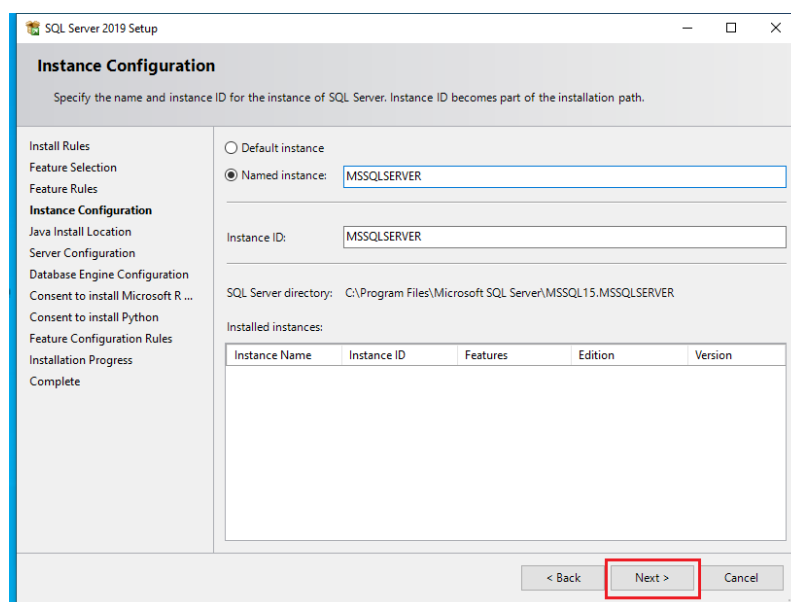 SQL Server 2019 Setup
Instance Configuration
Specify the name and instance ID for the instance of SQL Server. Instance ID becomes part of the installation path.
Install Rules
Feature Selection
Feature Rules
Instance Configuration
Java Install Location
Server Configuration
Database Engine Configuration
Consent to install Microsoft R ...
Consent to install Python
Feature Configuration Rules
Installation Progress
Complete
Default instance
Named instance: MSSQLSERVER
Instance ID: MSSQLSERVER
SQL Server directory: C:\Program Files\Microsoft SQL Server\MSSQL15.MSSQLSERVER
Installed instances:
Instance Name Instance ID Features Edition Version
< Back Next > Cancel